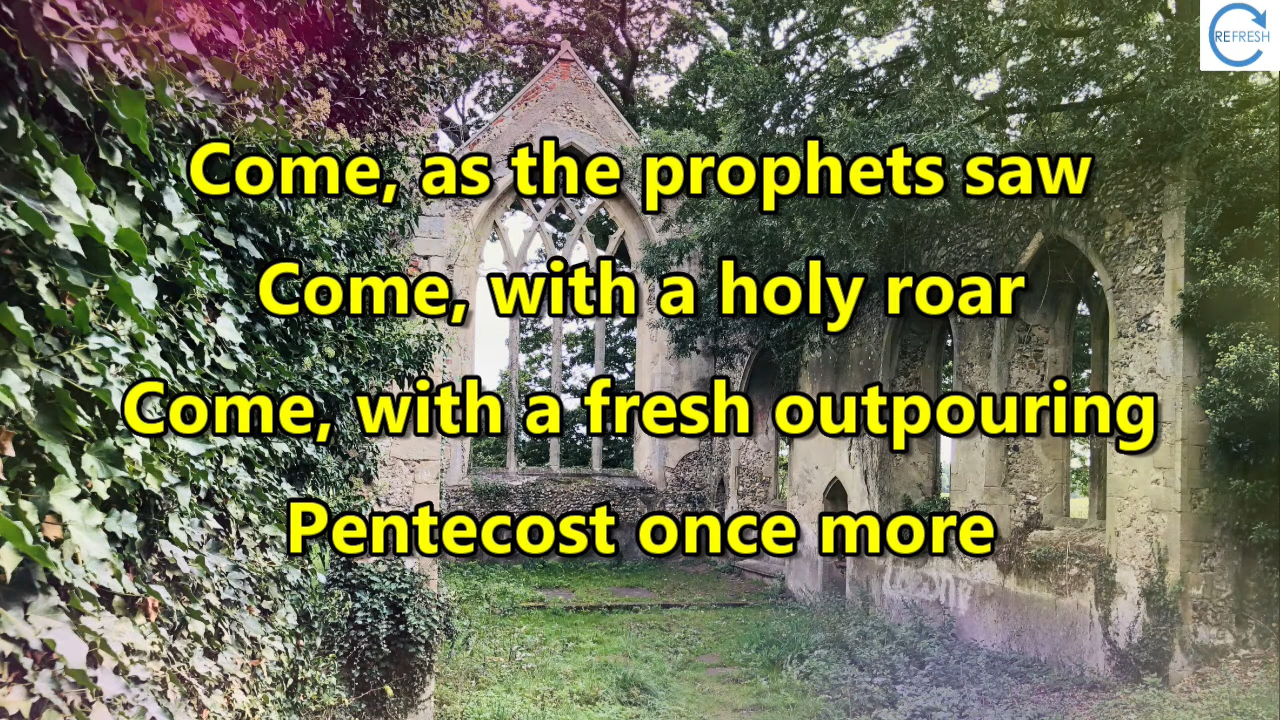 REFRESH
Come, as the prophets saw
Come, with a holy roar
Come, with a fresh outpouring
Pentecost once more